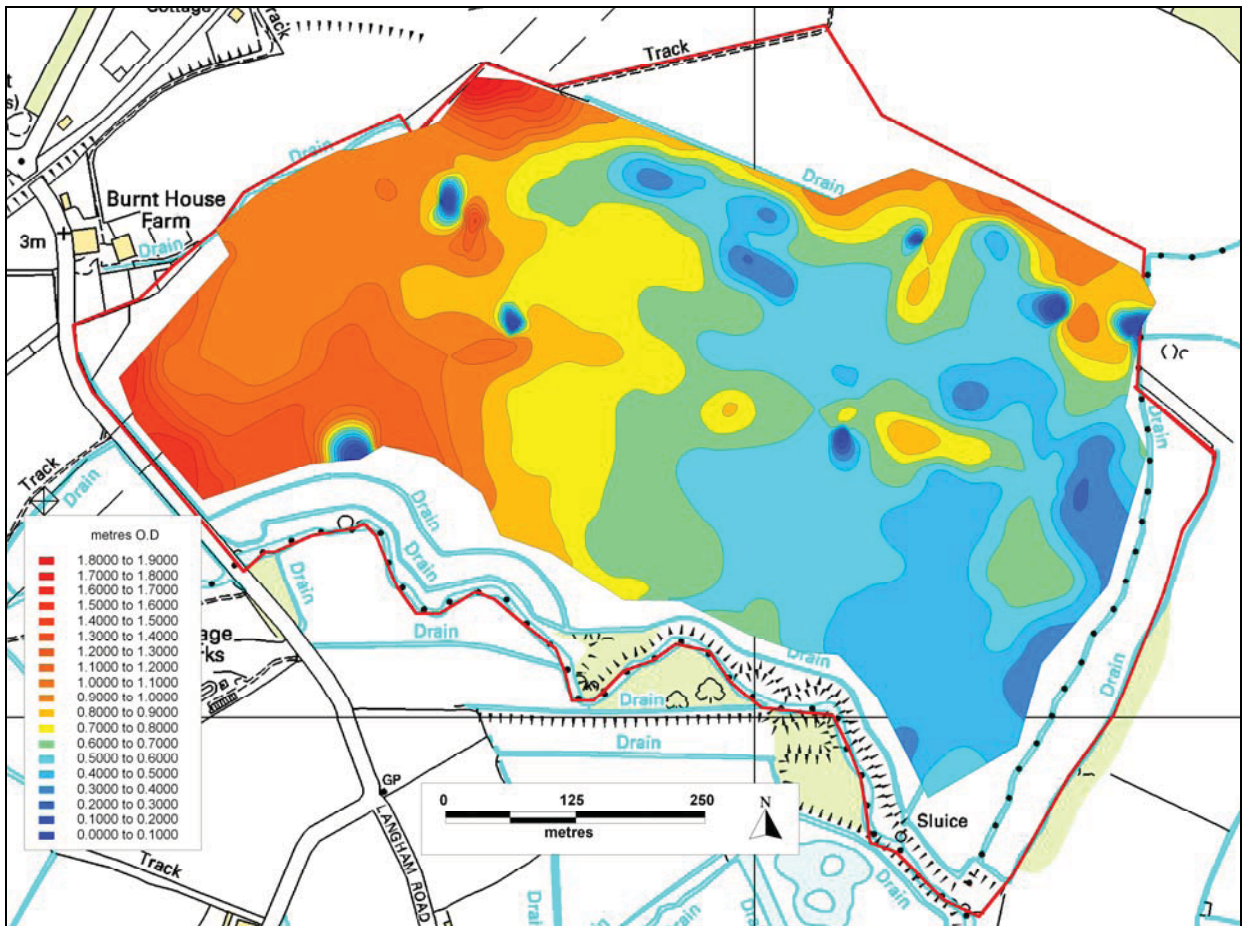 Cottage
Track
Track
s)
Drain
Drain
Burnt House
Farm
3m
Drain
Track
Drain
Drain
Drain
Drain
Drain
Drain
Drain
Drain
Drain
Drain
Drain
metres O.D
1.8000 to 1.9000
1.7000 to 1.8000
1.6000 to 1.7000
1.5000 to 1.6000
1.4000 to 1.5000
1.3000 to 1.4000
1.2000 to 1.3000
1.1000 to 1.2000
1.0000 to 1.1000
0.9000 to 1.0000
0.8000 to 0.9000
0.7000 to 0.8000
0.6000 to 0.7000
0.5000 to 0.6000
0.4000 to 0.5000
0.3000 to 0.4000
0.2000 to 0.3000
0.1000 to 0.2000
0.0000 to 0.1000
age
rks
GP
LANGHAM ROAD
0 125 250
metres
N
Sluice
Track
Drai
Drain
Drain